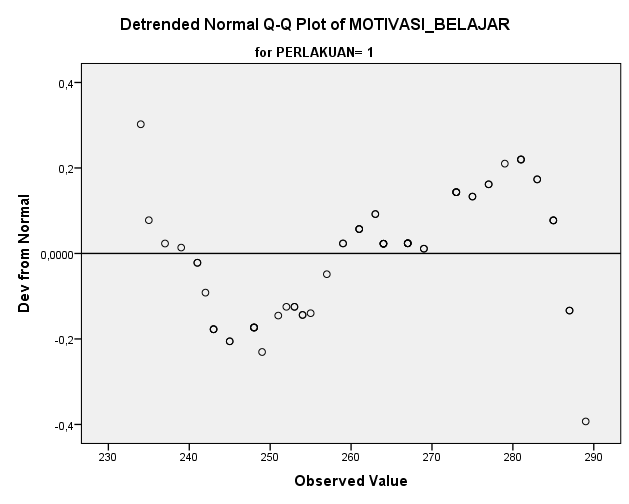 Detrended Normal Q-Q Plot of MOTIVASI_BELAJAR
for PERLAKUAN= 1
Dev from Normal
0,4
0,2
0,0000
-0,2
-0,4
230 240 250 260 270 280 290
Observed Value